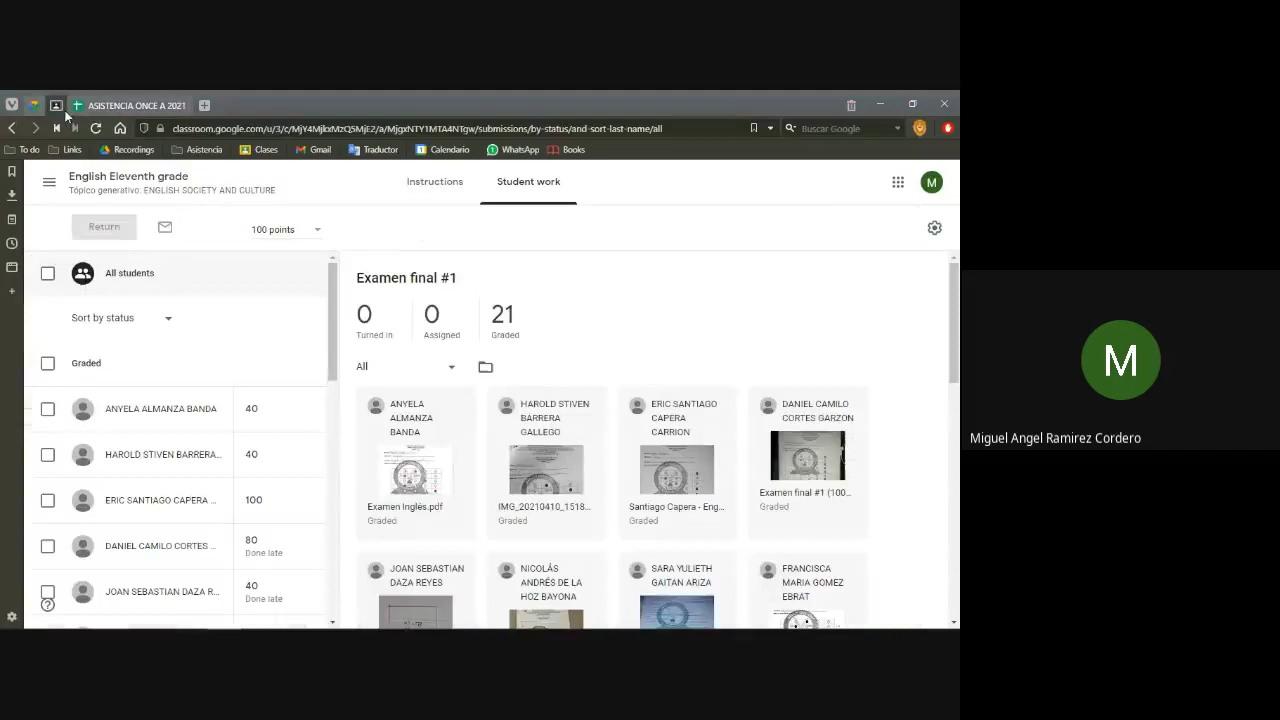 ASISTENCIA ONCE A 2021
classroom.google.com/u/3/c/MjY4MjkxMzQ5MjE2/a/MjgxNTY1MTA4NTgw/submissions/by-status/and-sort-last-name/all
Buscar Google
To do
Links
Recordings
Asistencia
Clases
Gmail
Traductor
Calendario
WhatsApp
Books
English Eleventh grade
Tópico generativo: ENGLISH SOCIETY AND CULTURE
Instructions
Student work
M
Return
100 points
All students
Sort by status
Graded
ANYELA ALMANZA BANDA
40
HAROLD STIVEN BARRERA...
40
ERIC SANTIAGO CAPERA ...
100
DANIEL CAMILO CORTES ...
80
Done late
JOAN SEBASTIAN DAZA R...
40
Done late
Examen final #1
0
Turned in
0
Assigned
21
Graded
All
ANYELA
ALMANZA
BANDA
Examen Inglés.pdf
Graded
HAROLD STIVEN
BARRERA
GALLEGO
IMG_20210410_1518...
Graded
ERIC SANTIAGO
CAPERA
CARRION
Santiago Capera - Eng...
Graded
DANIEL CAMILO
CORTES GARZON
Examen final #1 (100...
Graded
JOAN SEBASTIAN
DAZA REYES
NICOLÁS
ANDRÉS DE LA
HOZ BAYONA
SARA YULIETH
GAITAN ARIZA
FRANCISCA
MARIA GOMEZ
EBRAT
M
Miguel Angel Ramirez Cordero